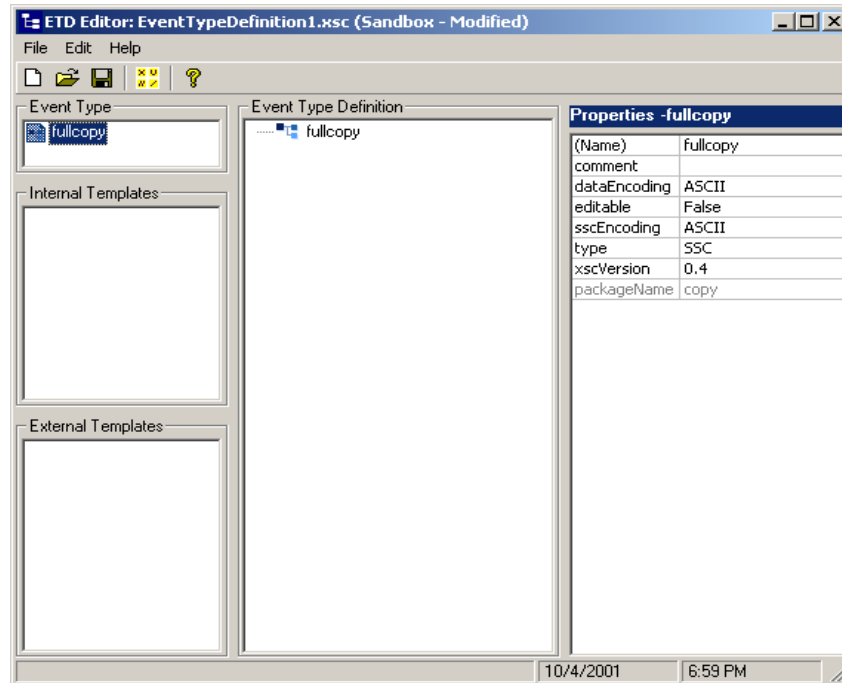 ETD Editor: EventTypeDefinition1.xsc (Sandbox - Modified)
File Edit Help
Event Type
fullcopy
Internal Templates
External Templates
Event Type Definition
fullcopy
Properties -fullcopy
(Name) fullcopy
comment
dataEncoding ASCII
editable False
sscEncoding ASCII
type SSC
xscVersion 0.4
packageName copy
10/4/2001 6:59 PM